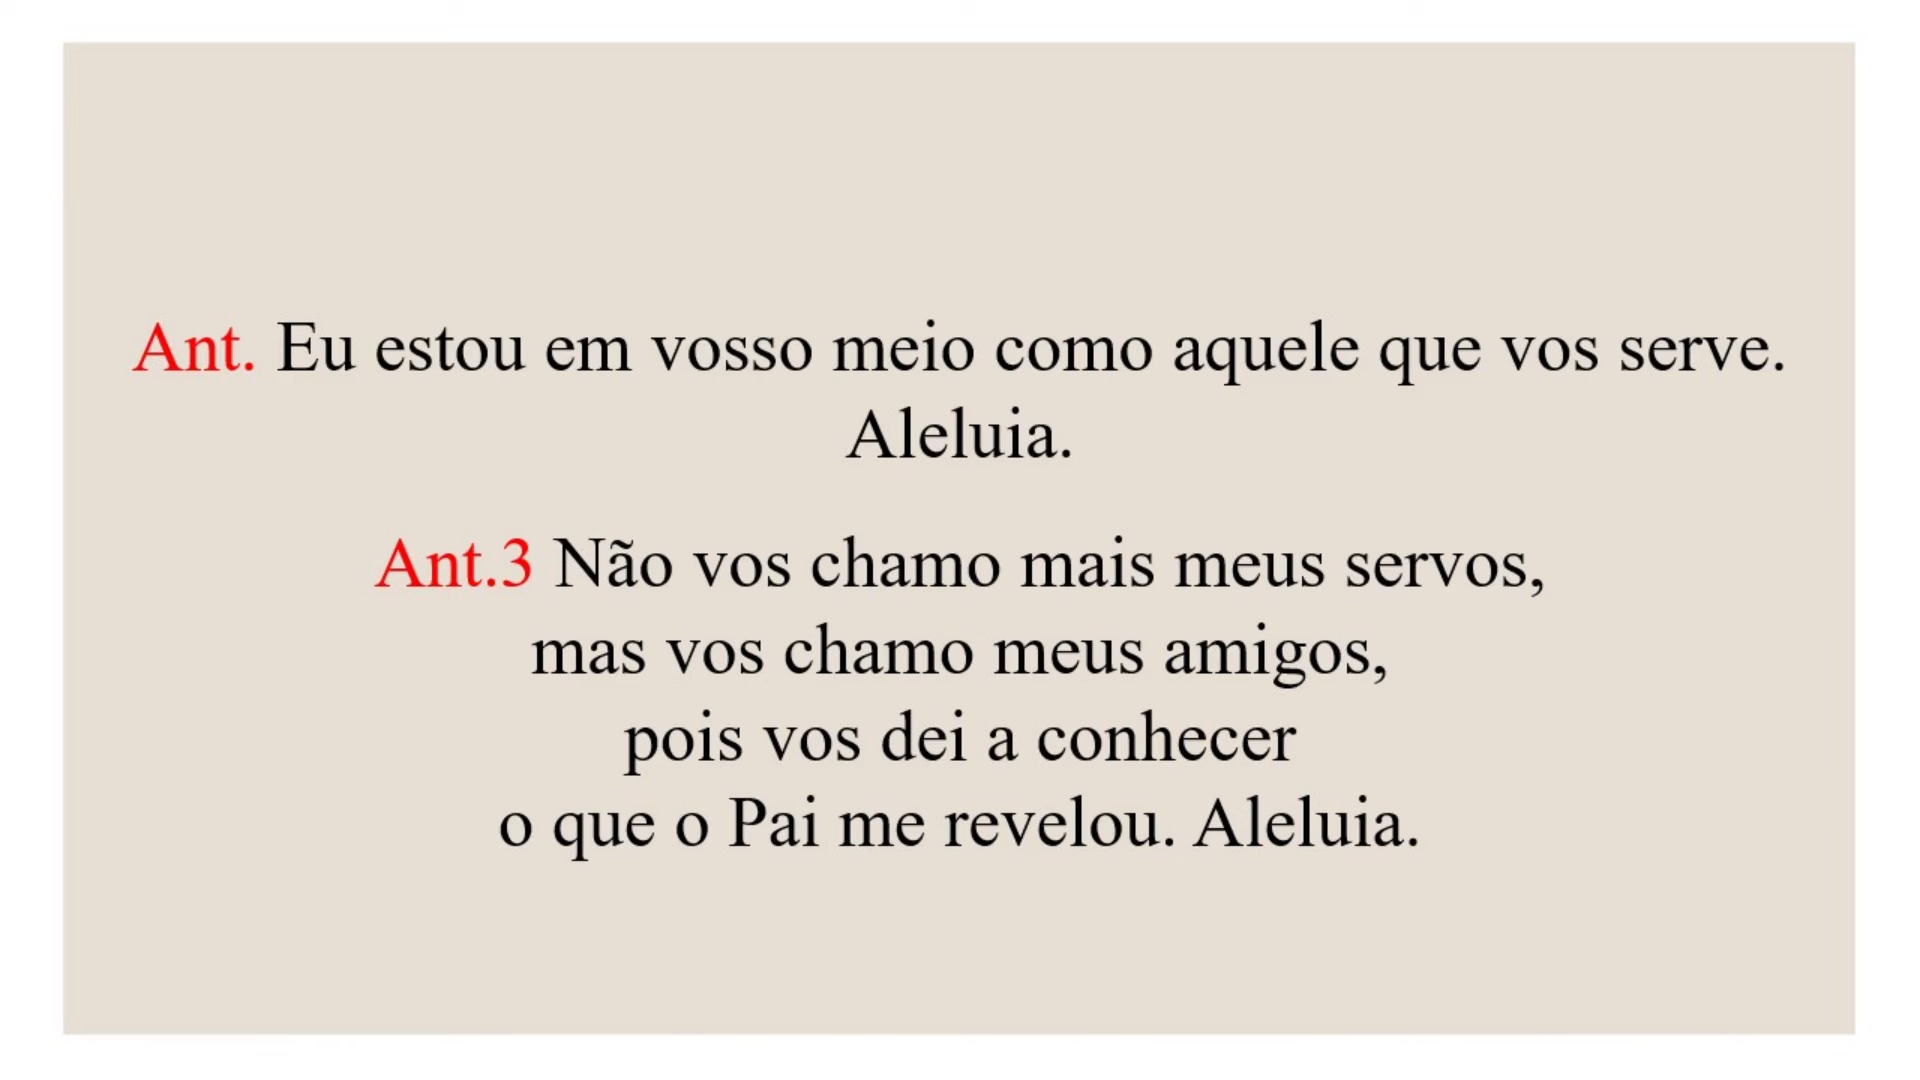 Ant. Eu estou em vosso meio como aquele que vos serve.
Aleluia.
Ant.3 Não vos chamo mais meus servos,
mas vos chamo meus amigos,
pois vos dei a conhecer
o que o Pai me revelou. Aleluia.